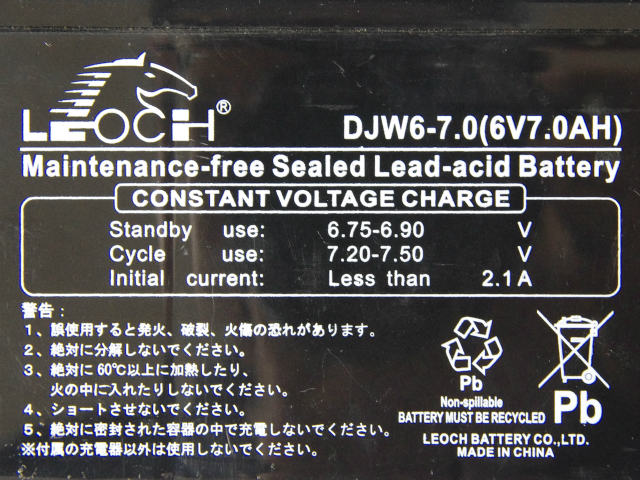 LEOCH®
DJW6-7.0(6V7.0AH)
Maintenance-free Sealed Lead-acid Battery
CONSTANT VOLTAGE CHARGE
Standby use: 6.75-6.90 V
Cycle use: 7.20-7.50 V
Initial current: Less than 2.1A
警告:
1、誤使用すると発火、破裂、火傷の恐れがあります。
2、絶対に分解しないでください。
3、絶対に 60℃以上に加熱したり、
火の中に入れたりしないでください。
4、ショートさせないでください。
5、絶対に密封された容器の中で充電しないでください。
※付属の充電器以外は使用しないでください。
Pb
Non-spillable
BATTERY MUST BE RECYCLED
Pb
LEOCH BATTERY CO.,LTD.
MADE IN CHINA